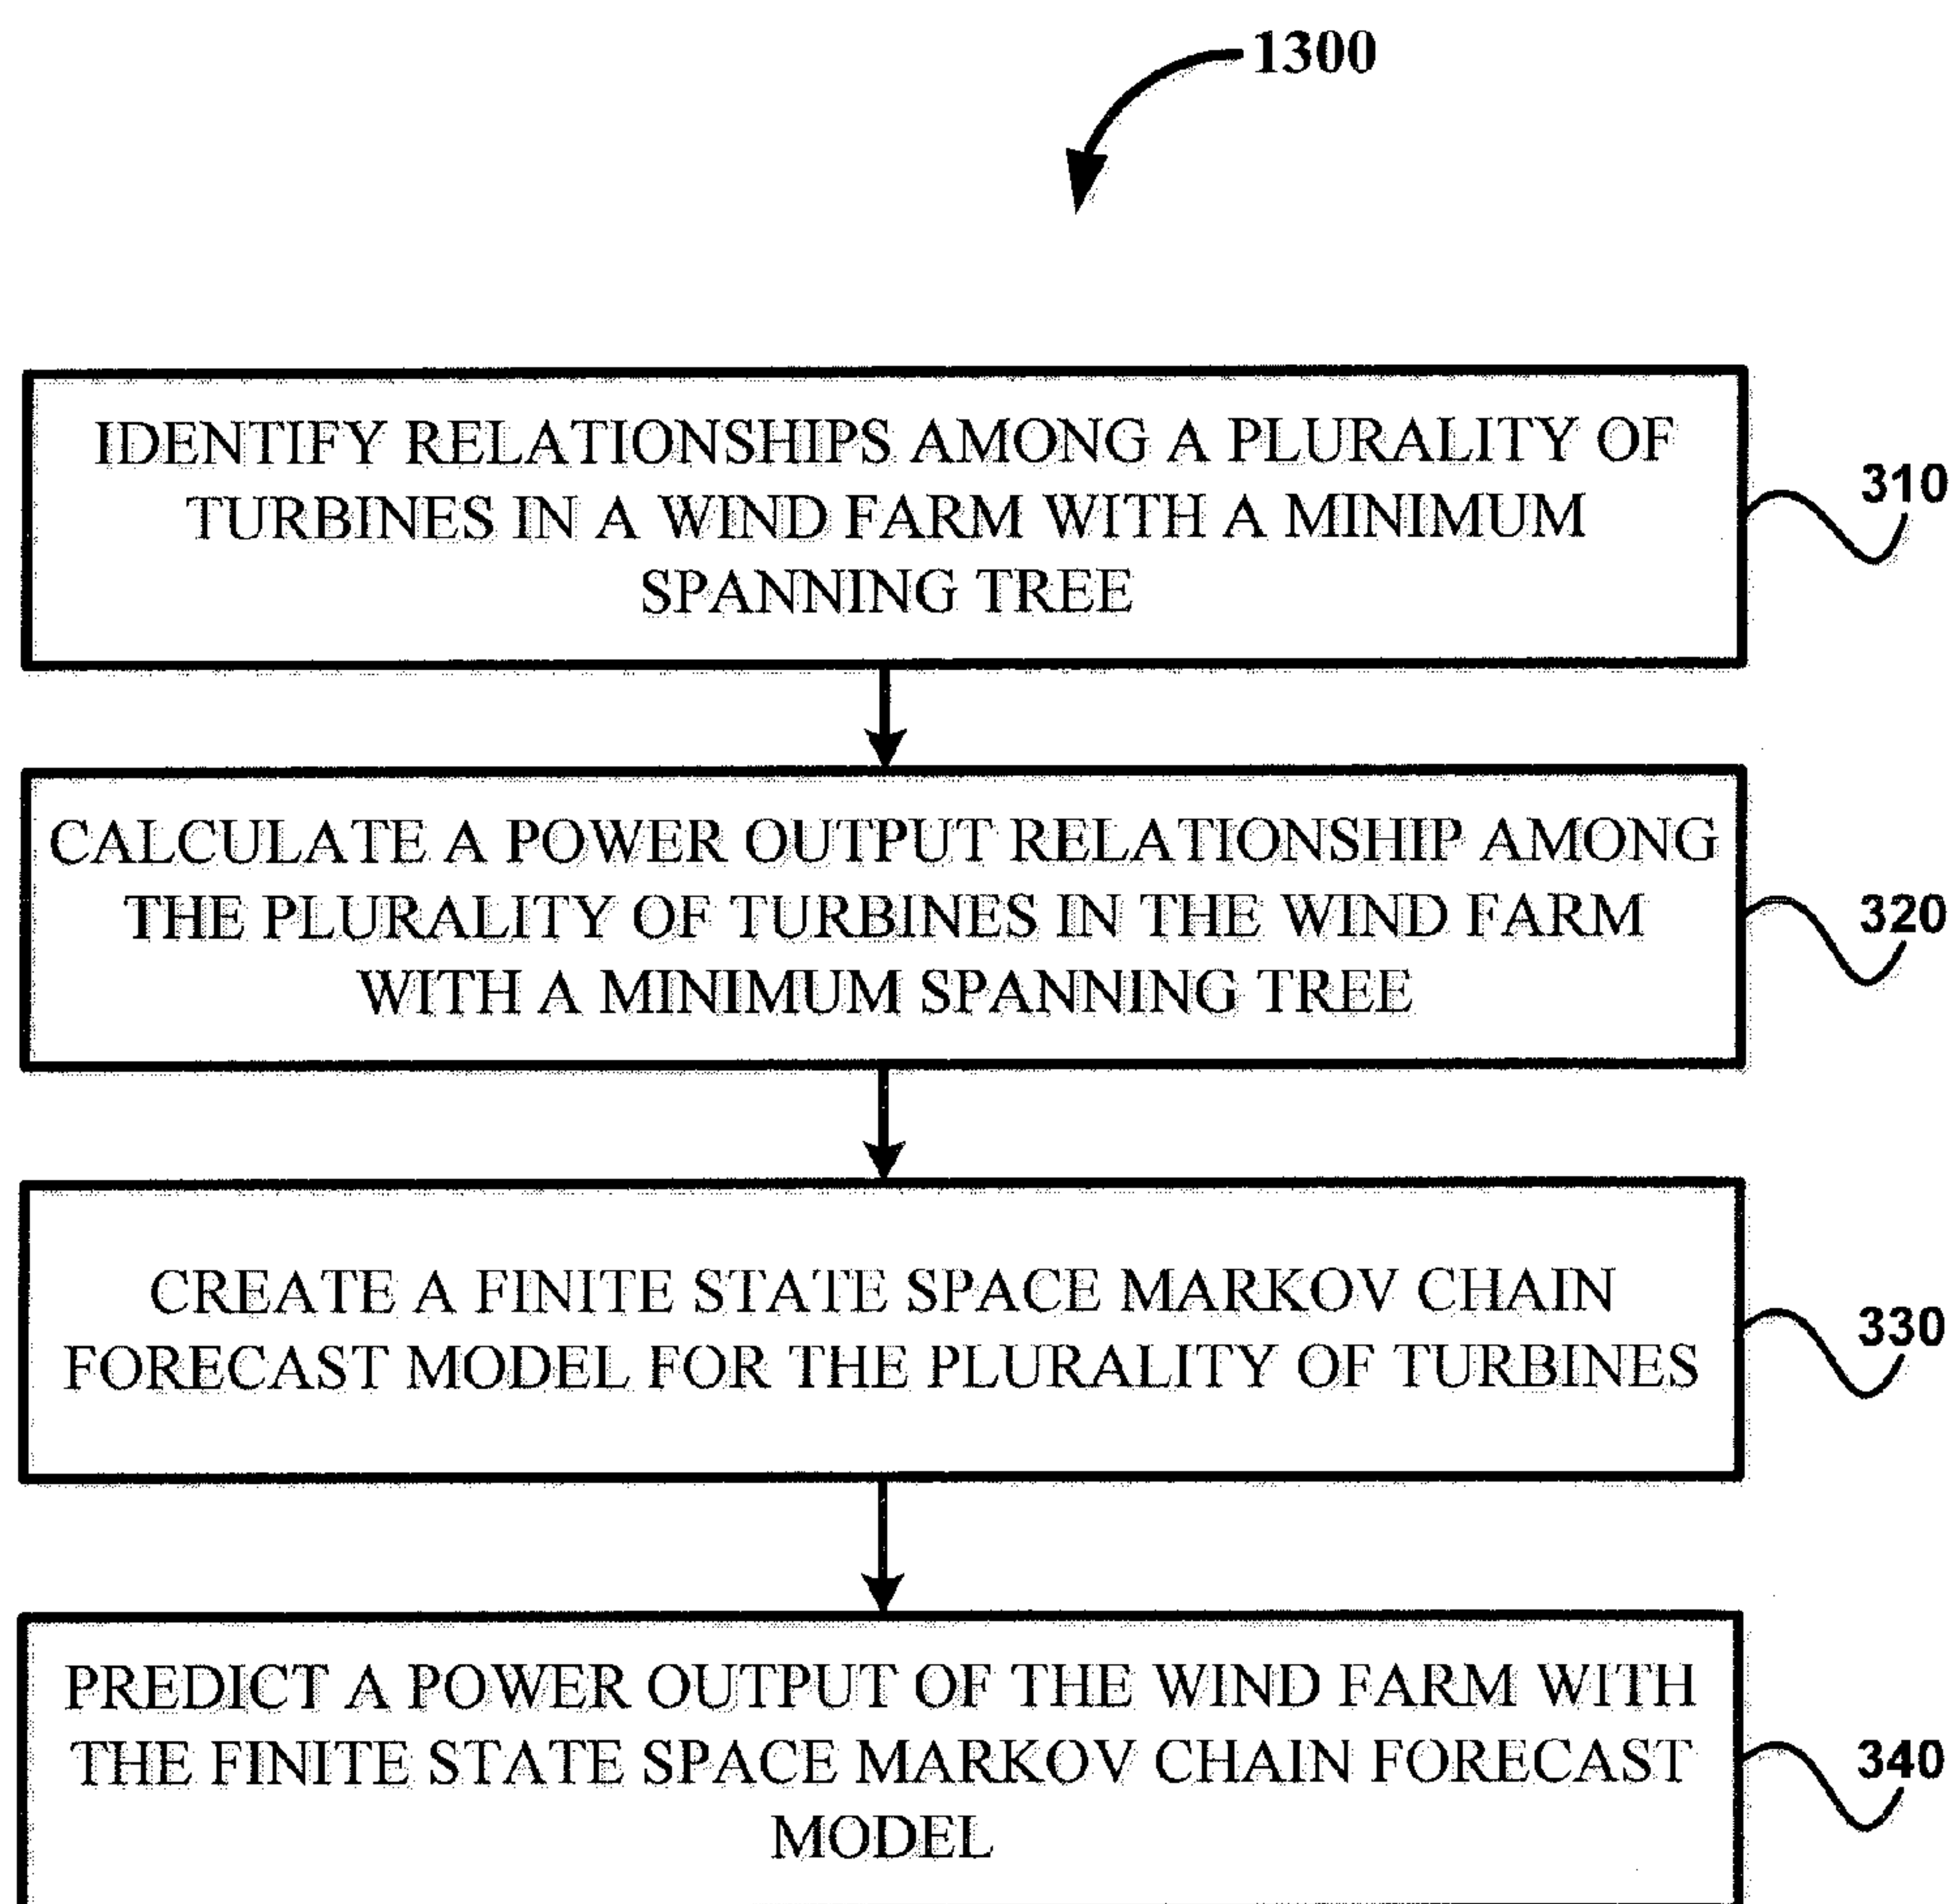 1300
IDENTIFY RELATIONSHIPS AMONG A PLURALITY OF
TURBINES IN A WIND FARM WITH A MINIMUM
SPANNING TREE
310
CALCULATE A POWER OUTPUT RELATIONSHIP AMONG
THE PLURALITY OF TURBINES IN THE WIND FARM
WITH A MINIMUM SPANNING TREE
320
CREATE A FINITE STATE SPACE MARKOV CHAIN
FORECAST MODEL FOR THE PLURALITY OF TURBINES
330
PREDICT A POWER OUTPUT OF THE WIND FARM WITH
THE FINITE STATE SPACE MARKOV CHAIN FORECAST
MODEL
340